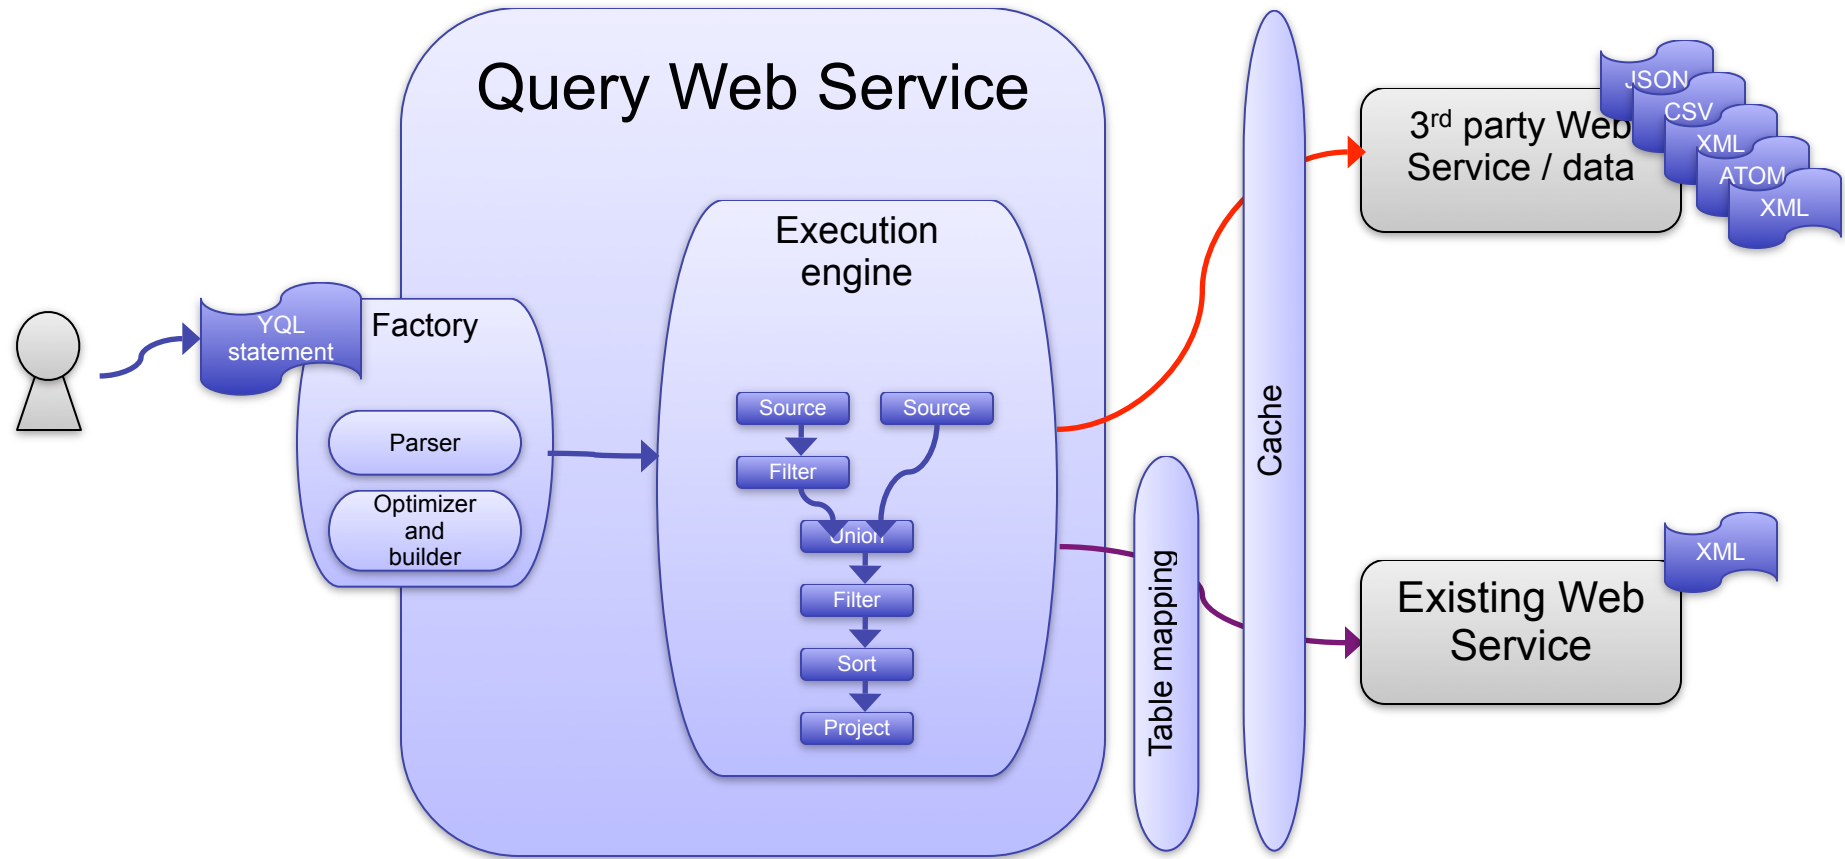 Query Web Service
YQL
statement
Factory
Parser
Optimizer
and
builder
Execution
engine
Source
Source
Filter
Union
Filter
Sort
Project
Table mapping
Cache
3rd party Web
Service / data
JSON
CSV
XML
ATOM
XML
Existing Web
Service
XML